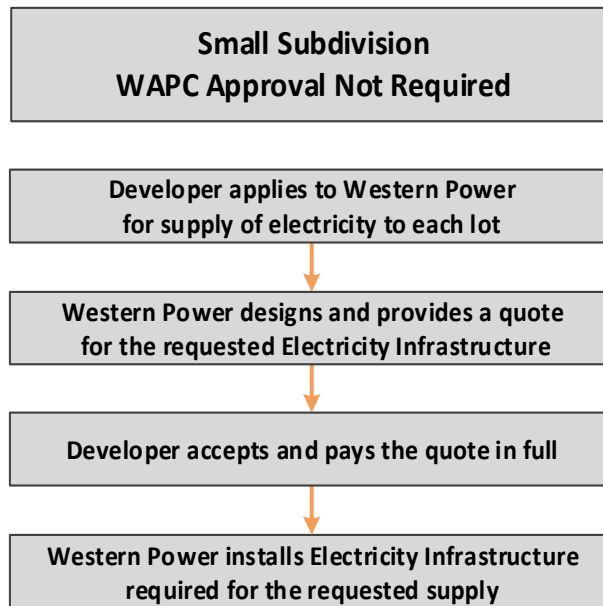 Small Subdivision
WAPC Approval Not Required
Developer applies to Western Power
for supply of electricity to each lot
Western Power designs and provides a quote
for the requested Electricity Infrastructure
Developer accepts and pays the quote in full
Western Power installs Electricity Infrastructure
required for the requested supply